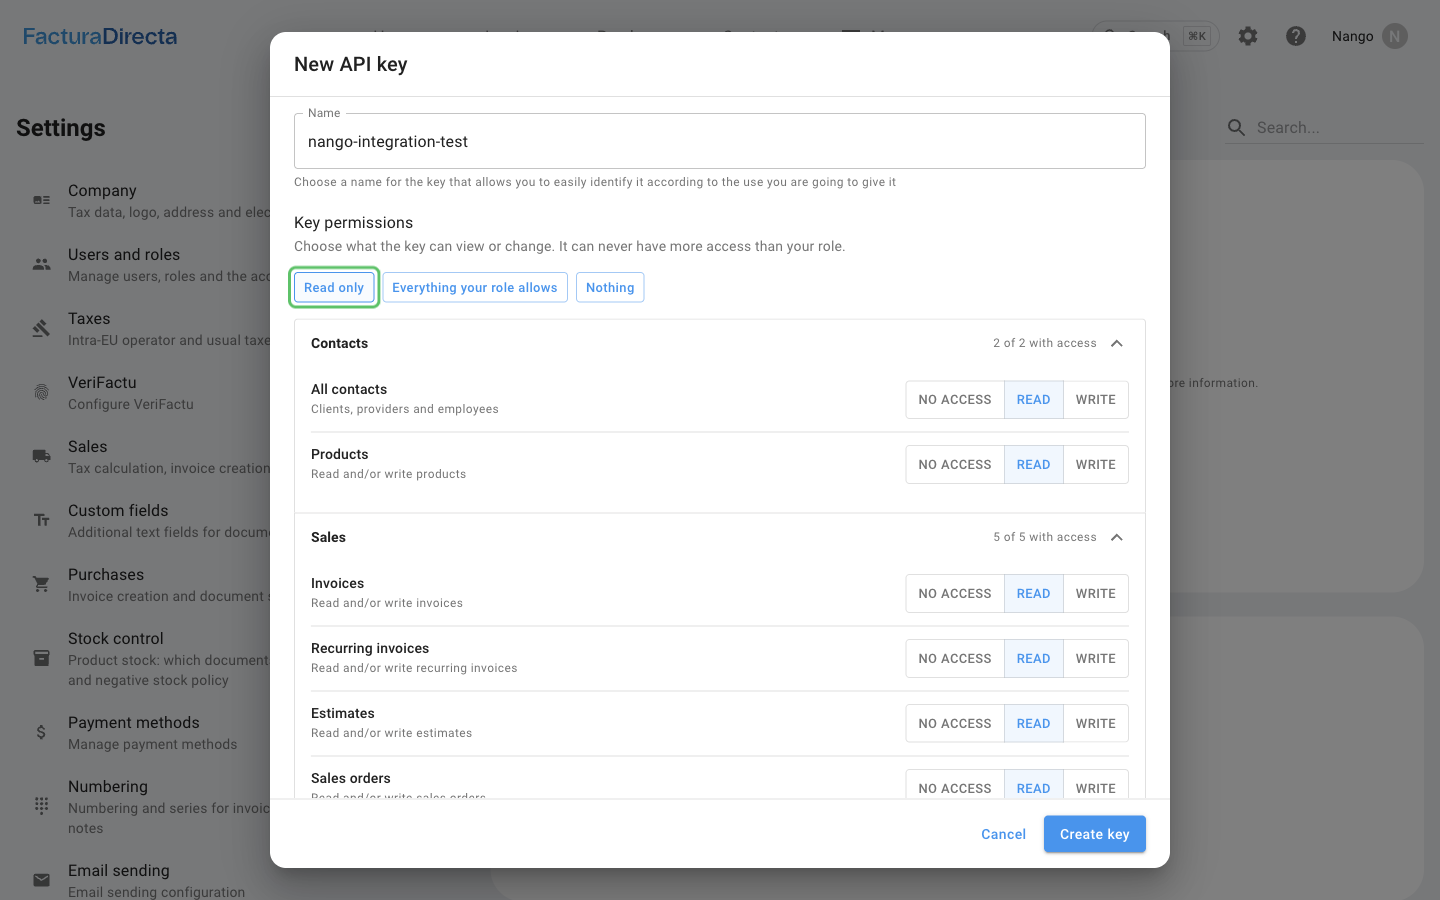 FacturaDirecta
⌘K
Nango
N
Settings
Search...
Company
Tax data, logo, address and elec
Users and roles
Manage users, roles and the acc
Taxes
Intra-EU operator and usual taxe
VeriFactu
Configure VeriFactu
Sales
Tax calculation, invoice creation
Custom fields
Additional text fields for docum
Purchases
Invoice creation and document s
Stock control
Product stock: which document
and negative stock policy
Payment methods
Manage payment methods
Numbering
Numbering and series for invoic
notes
Email sending
Email sending configuration
ore information.
New API key
Name
nango-integration-test
Choose a name for the key that allows you to easily identify it according to the use you are going to give it
Key permissions
Choose what the key can view or change. It can never have more access than your role.
Read only Everything your role allows Nothing
Contacts 2 of 2 with access
All contacts
Clients, providers and employees
NO ACCESS READ WRITE
Products
Read and/or write products
NO ACCESS READ WRITE
Sales 5 of 5 with access
Invoices
Read and/or write invoices
NO ACCESS READ WRITE
Recurring invoices
Read and/or write recurring invoices
NO ACCESS READ WRITE
Estimates
Read and/or write estimates
NO ACCESS READ WRITE
Sales orders
Read and/or write sales orders
NO ACCESS READ WRITE
Cancel Create key